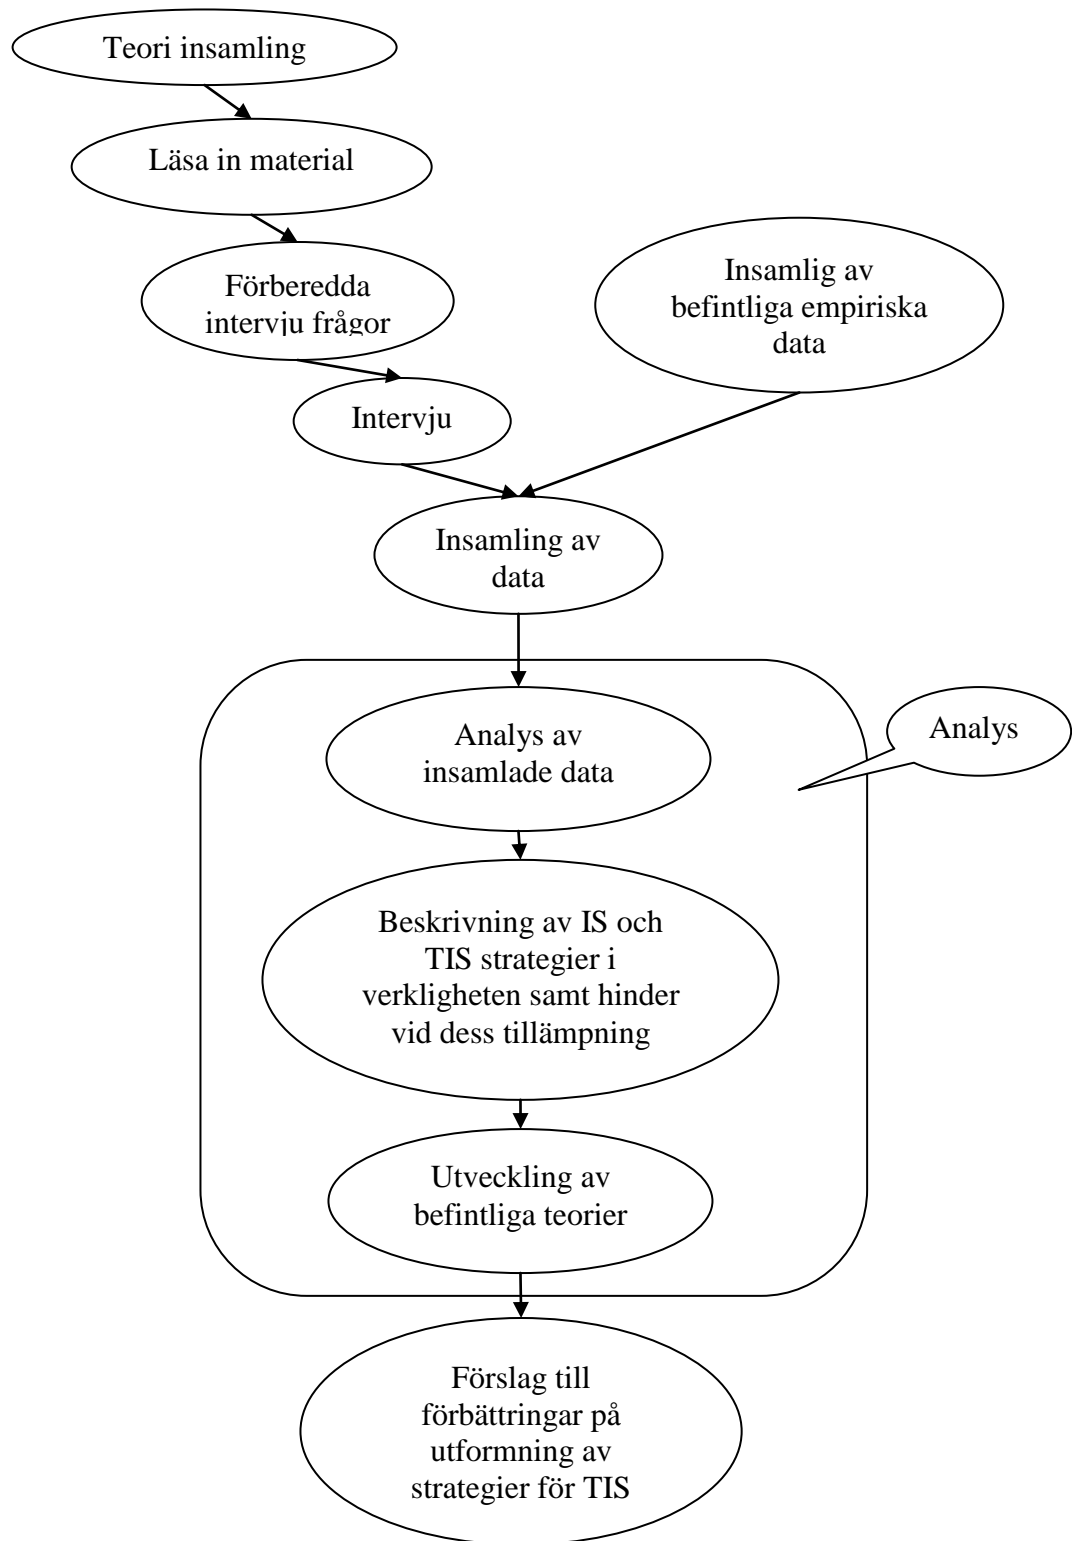 Teori insamling
Läsa in material
Förberedda
intervju frågor
Insamlig av
befintliga empiriska
data
Intervju
Insamling av
data
Analys av
insamlade data
Analys
Beskrivning av IS och
TIS strategier i
verkligheten samt hinder
vid dess tillämpning
Utveckling av
befintliga teorier
Förslag till
förbättringar på
utformning av
strategier för TIS